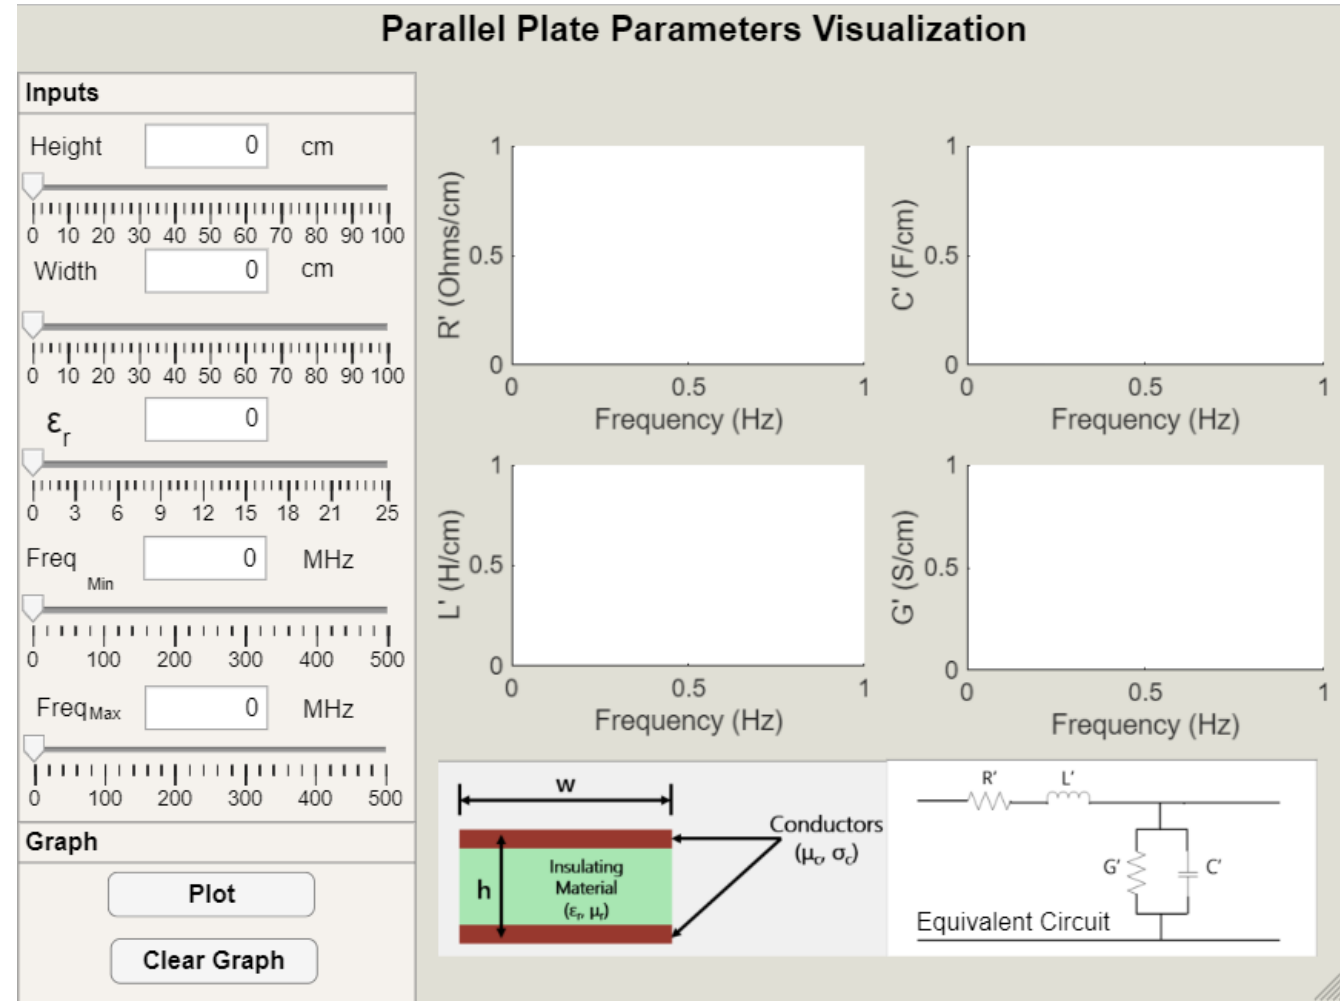 Parallel Plate Parameters Visualization
Inputs
Height 0 cm
0 10 20 30 40 50 60 70 80 90 100
Width 0 cm
0 10 20 30 40 50 60 70 80 90 100
εr 0
0 3 6 9 12 15 18 21 25
Freq Min 0 MHz
0 100 200 300 400 500
Freq Max 0 MHz
0 100 200 300 400 500
Graph
Plot
Clear Graph
R' (Ohms/cm)
1
0.5
0
0 0.5 1
Frequency (Hz)
C' (F/cm)
1
0.5
0
0 0.5 1
Frequency (Hz)
L' (H/cm)
1
0.5
0
0 0.5 1
Frequency (Hz)
G' (S/cm)
1
0.5
0
0 0.5 1
Frequency (Hz)
w
h
Insulating
Material
(εr, μr)
Conductors
(μc, σc)
R' L'
G' C'
Equivalent Circuit